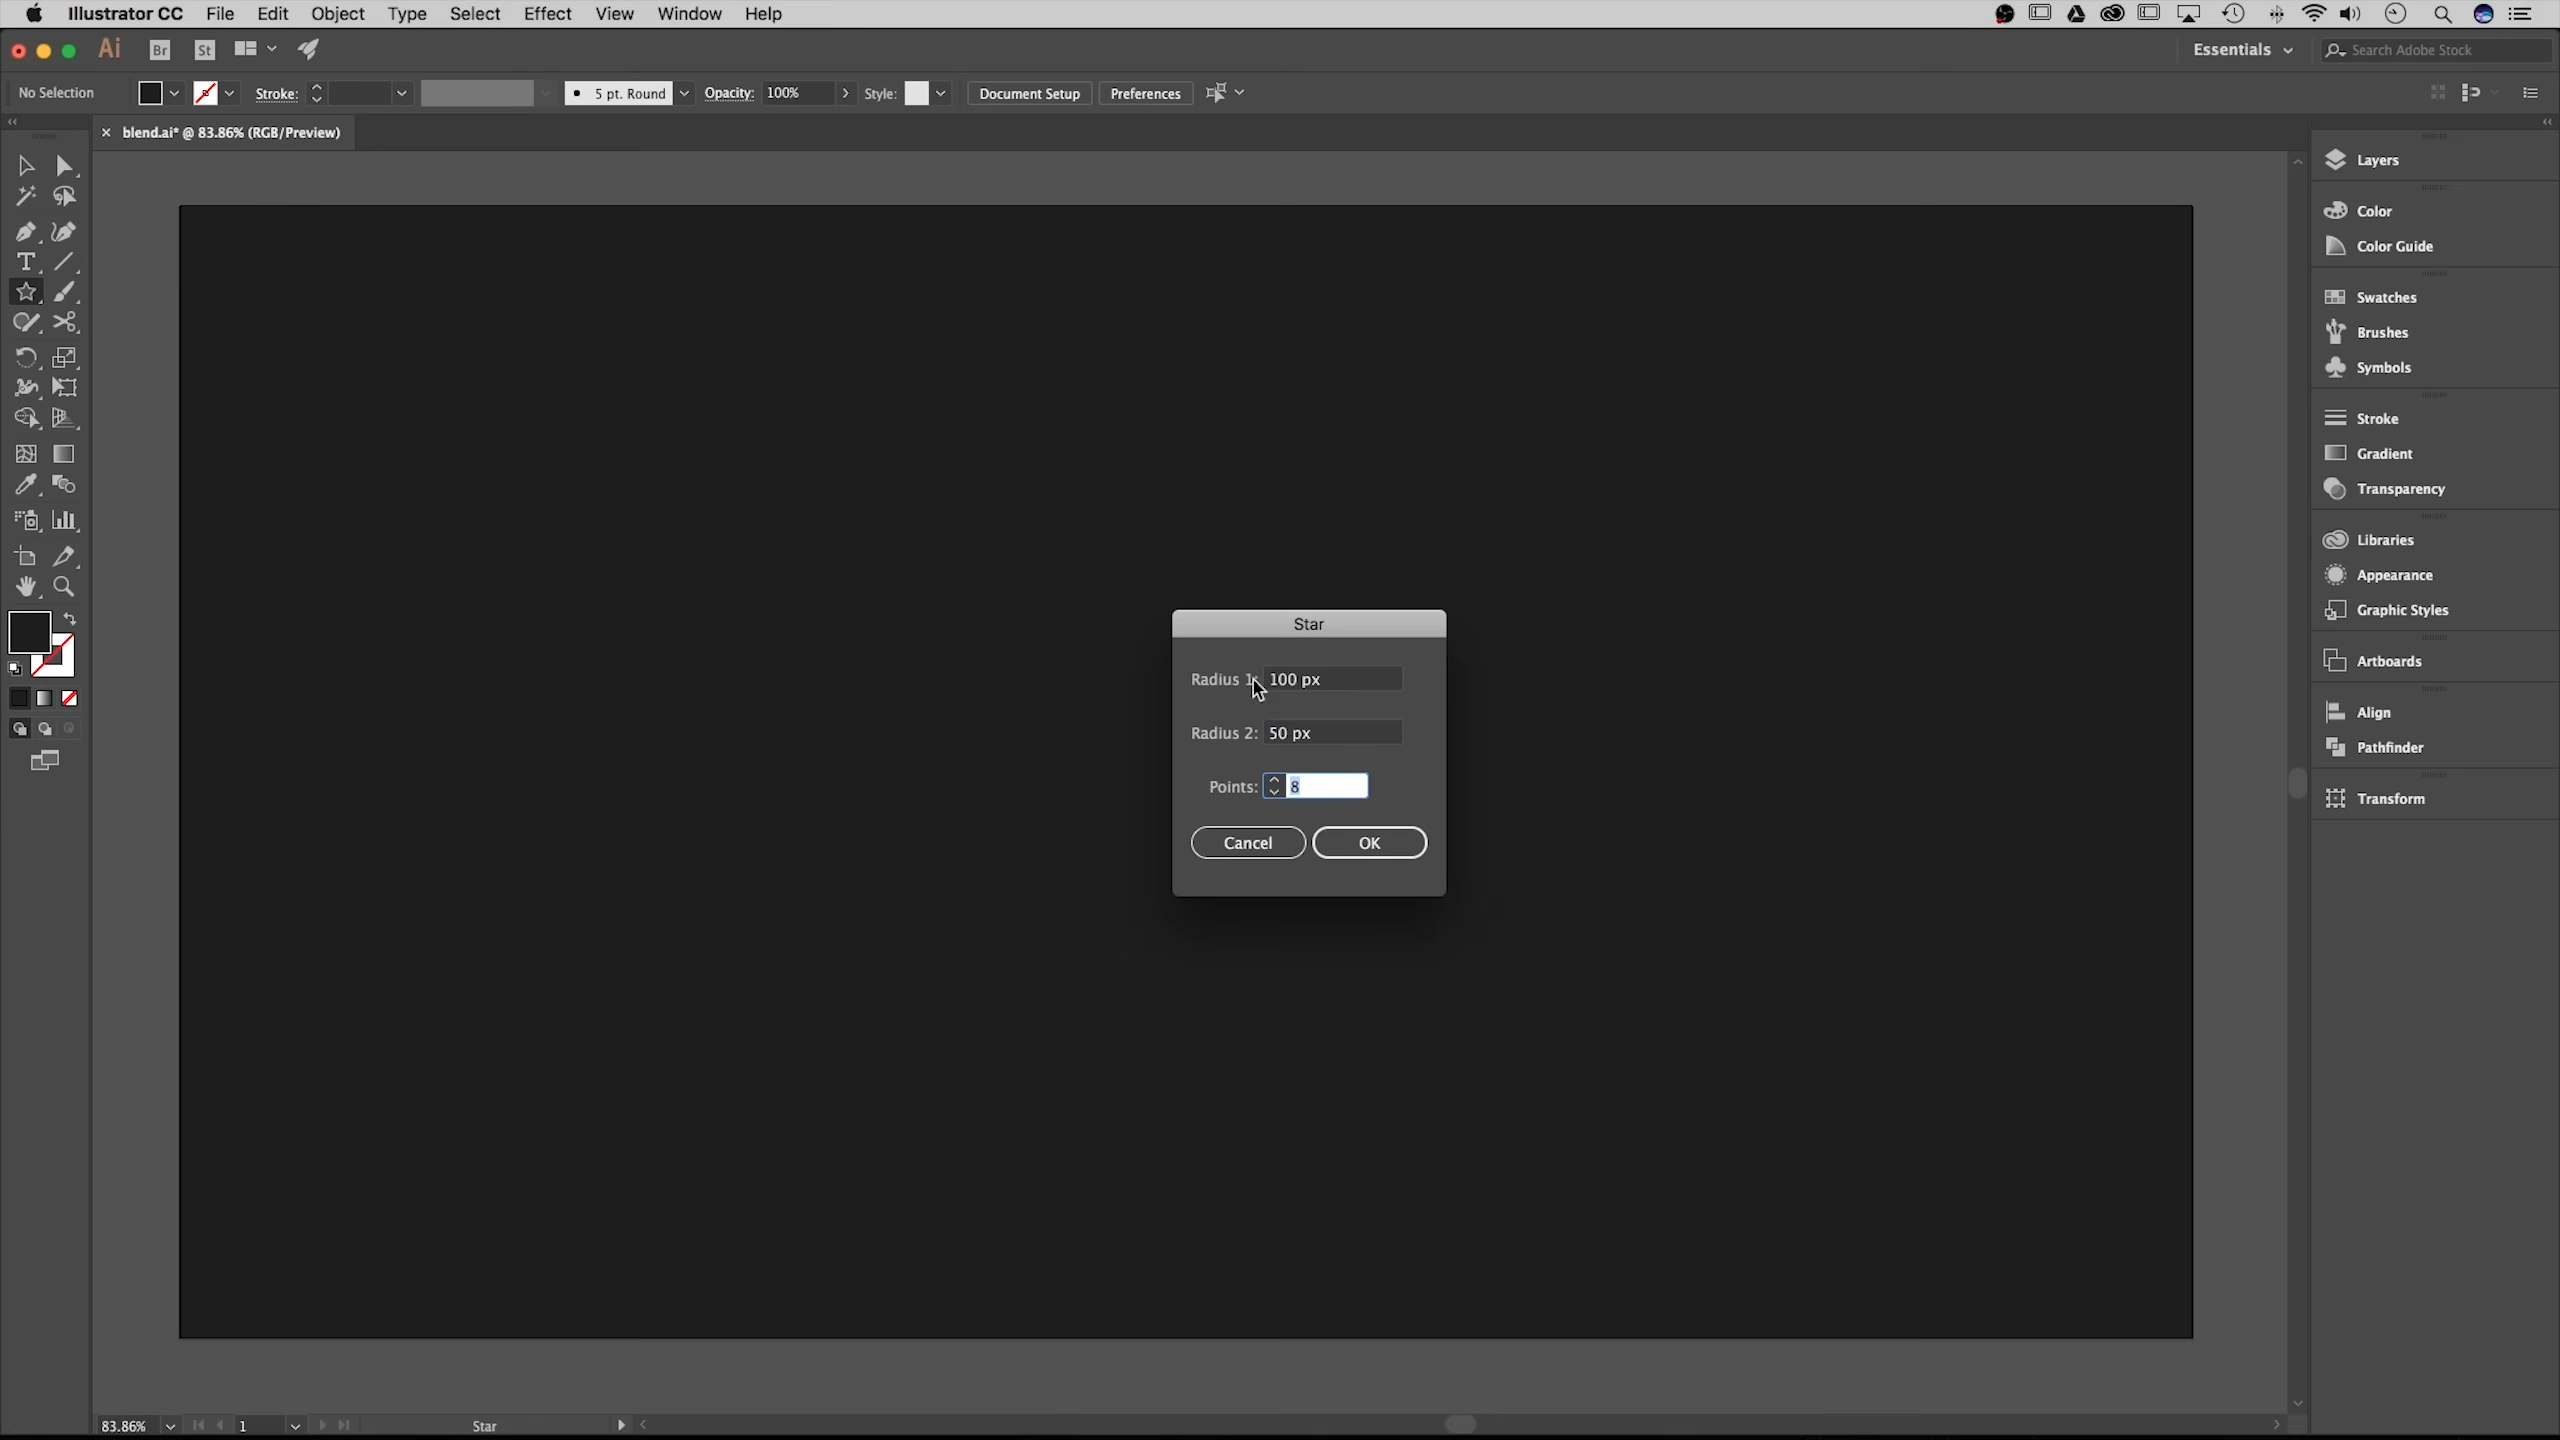 Illustrator CC File Edit Object Type Select Effect View Window Help
Ai Br St Essentials Search Adobe Stock
No Selection Stroke: 5 pt. Round Opacity: 100% Style: Document Setup Preferences
blend.ai* @ 83.86% (RGB/Preview)
Layers
Color
Color Guide
Swatches
Brushes
Symbols
Stroke
Gradient
Transparency
Libraries
Appearance
Graphic Styles
Artboards
Align
Pathfinder
Transform
Star
Radius 1: 100 px
Radius 2: 50 px
Points: 8
Cancel OK
83.86% 1 Star